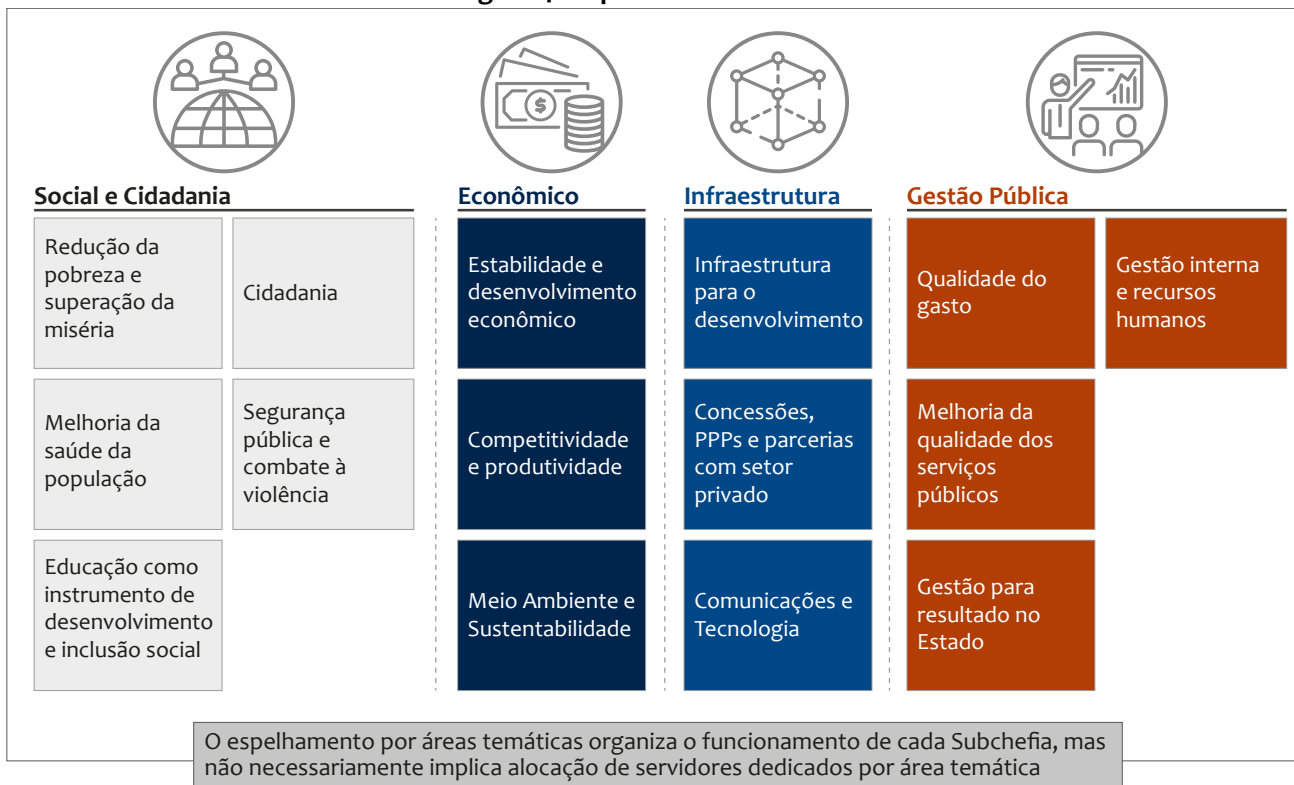 Social e Cidadania
Redução da
pobreza e
superação da
miséria
Cidadania
Melhoria da
saúde da
população
Segurança
pública e
combate à
violência
Educação como
instrumento de
desenvolvimento
e inclusão social
Econômico
Estabilidade e
desenvolvimento
econômico
Competitividade
e produtividade
Meio Ambiente e
Sustentabilidade
Infraestrutura
Infraestrutura
para o
desenvolvimento
Concessões,
PPPs e parcerias
com setor
privado
Comunicações e
Tecnologia
Gestão Pública
Qualidade do
gasto
Gestão interna
e recursos
humanos
Melhoria da
qualidade dos
serviços
públicos
Gestão para
resultado no
Estado
O espelhamento por áreas temáticas organiza o funcionamento de cada Subchefia, mas
não necessariamente implica alocação de servidores dedicados por área temática